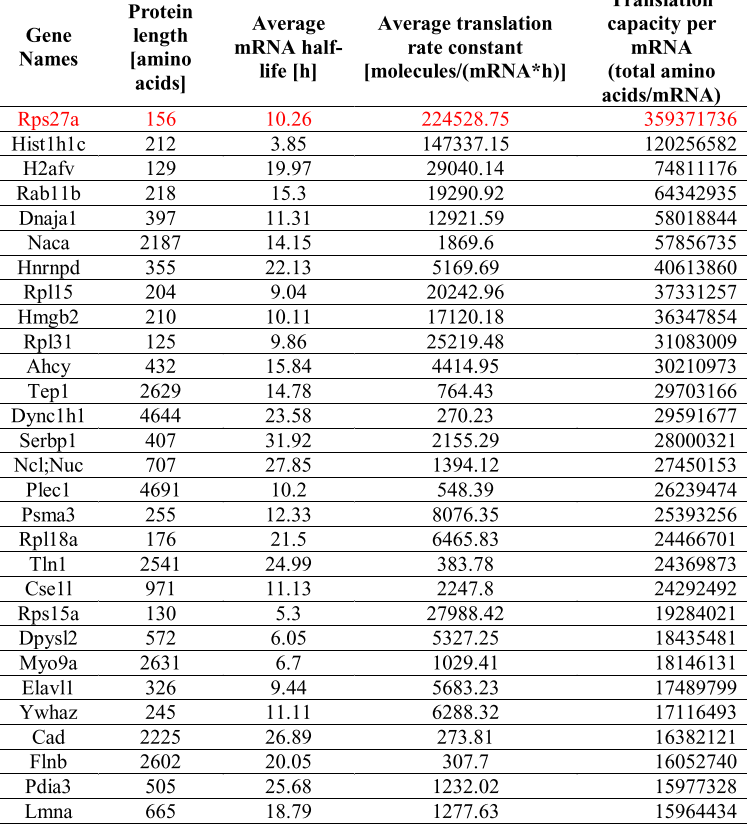 Gene Names | Protein length [amino acids] | Average mRNA half-life [h] | Average translation rate constant [molecules/(mRNA*h)] | Translation capacity per mRNA (total amino acids/mRNA)
Rps27a 156 10.26 224528.75 359371736
Hist1h1c 212 3.85 147337.15 120256582
H2afv 129 19.97 29040.14 74811176
Rab11b 218 15.3 19290.92 64342935
Dnaja1 397 11.31 12921.59 58018844
Naca 2187 14.15 1869.6 57856735
Hnrnpd 355 22.13 5169.69 40613860
Rpl15 204 9.04 20242.96 37331257
Hmgb2 210 10.11 17120.18 36347854
Rpl31 125 9.86 25219.48 31083009
Ahcy 432 15.84 4414.95 30210973
Tep1 2629 14.78 764.43 29703166
Dync1h1 4644 23.58 270.23 29591677
Serbp1 407 31.92 2155.29 28000321
Ncl;Nuc 707 27.85 1394.12 27450153
Plec1 4691 10.2 548.39 26239474
Psma3 255 12.33 8076.35 25393256
Rpl18a 176 21.5 6465.83 24466701
Tln1 2541 24.99 383.78 24369873
Cse1l 971 11.13 2247.8 24292492
Rps15a 130 5.3 27988.42 19284021
Dpysl2 572 6.05 5327.25 18435481
Myo9a 2631 6.7 1029.41 18146131
Elavl1 326 9.44 5683.23 17489799
Ywhaz 245 11.11 6288.32 17116493
Cad 2225 26.89 273.81 16382121
Flnb 2602 20.05 307.7 16052740
Pdia3 505 25.68 1232.02 15977328
Lmna 665 18.79 1277.63 15964434